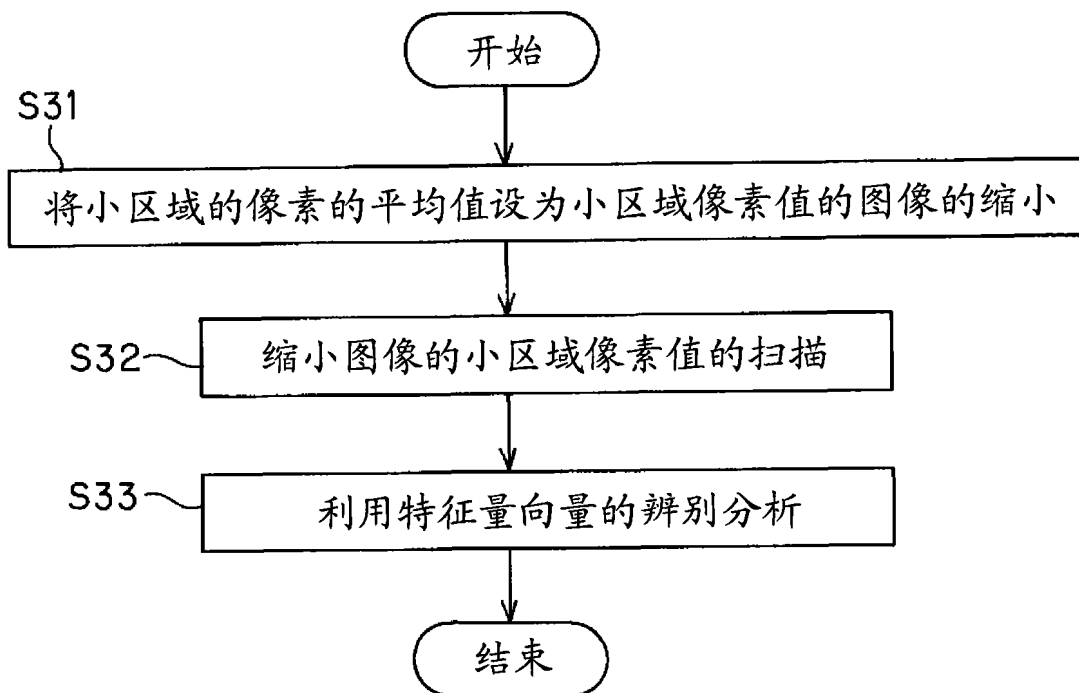 开始
S31
将小区域的像素的平均值设为小区域像素值的图像的缩小
S32
缩小图像的小区域像素值的扫描
S33
利用特征量向量的辨别分析
结束